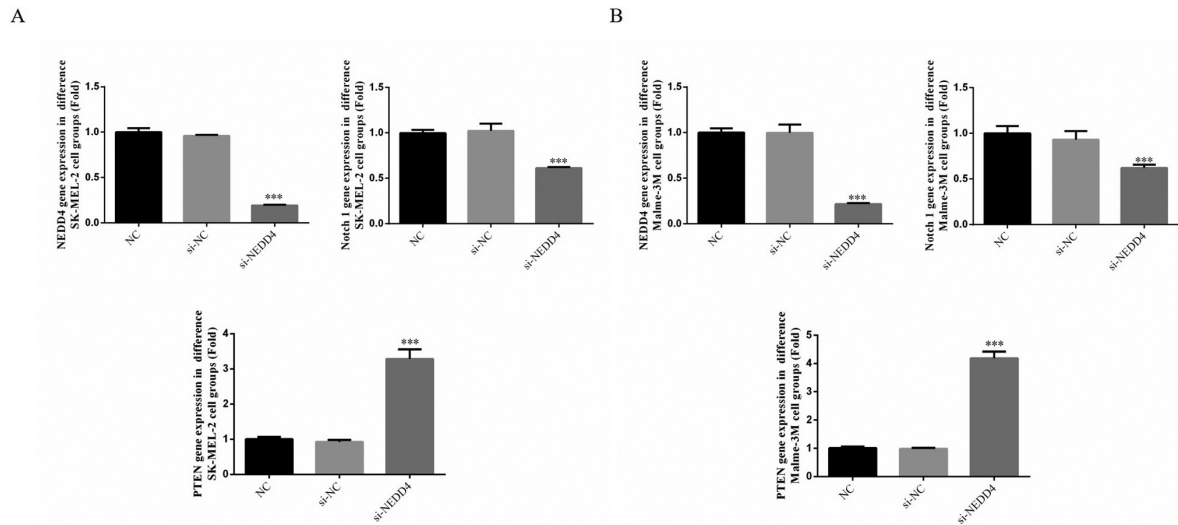 A
B
NEDD4 gene expression in difference
SK-MEL-2 cell groups (Fold)
1.5
1.0
0.5
0.0
***
NC
si-NC
si-NEDD4
Notch 1 gene expression in difference
SK-MEL-2 cell groups (Fold)
1.5
1.0
0.5
0.0
***
NC
si-NC
si-NEDD4
NEDD4 gene expression in difference
Malme-3M cell groups (Fold)
1.5
1.0
0.5
0.0
***
NC
si-NC
si-NEDD4
Notch 1 gene expression in difference
Malme-3M cell groups (Fold)
1.5
1.0
0.5
0.0
***
NC
si-NC
si-NEDD4
PTEN gene expression in difference
SK-MEL-2 cell groups (Fold)
4
3
2
1
0
***
NC
si-NC
si-NEDD4
PTEN gene expression in difference
Malme-3M cell groups (Fold)
5
4
3
2
1
0
***
NC
si-NC
si-NEDD4